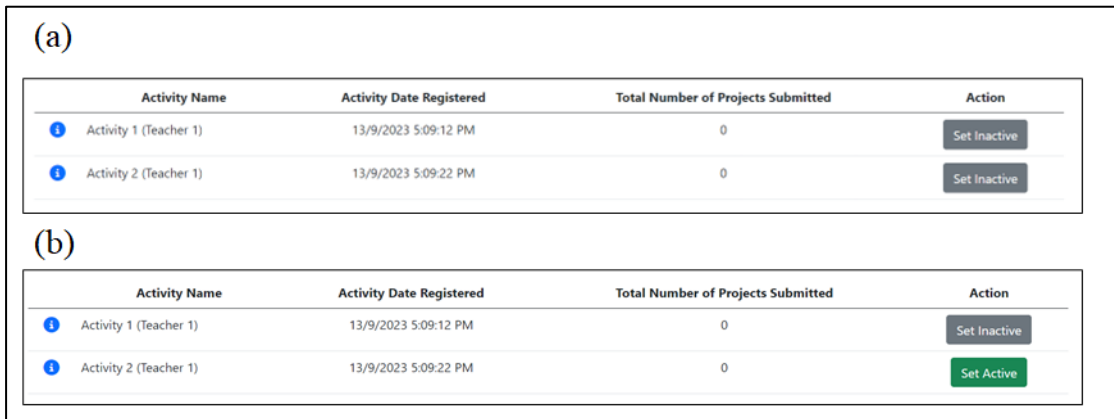 (a)
Activity Name Activity Date Registered Total Number of Projects Submitted Action
Activity 1 (Teacher 1) 13/9/2023 5:09:12 PM 0 Set Inactive
Activity 2 (Teacher 1) 13/9/2023 5:09:22 PM 0 Set Inactive
(b)
Activity Name Activity Date Registered Total Number of Projects Submitted Action
Activity 1 (Teacher 1) 13/9/2023 5:09:12 PM 0 Set Inactive
Activity 2 (Teacher 1) 13/9/2023 5:09:22 PM 0 Set Active